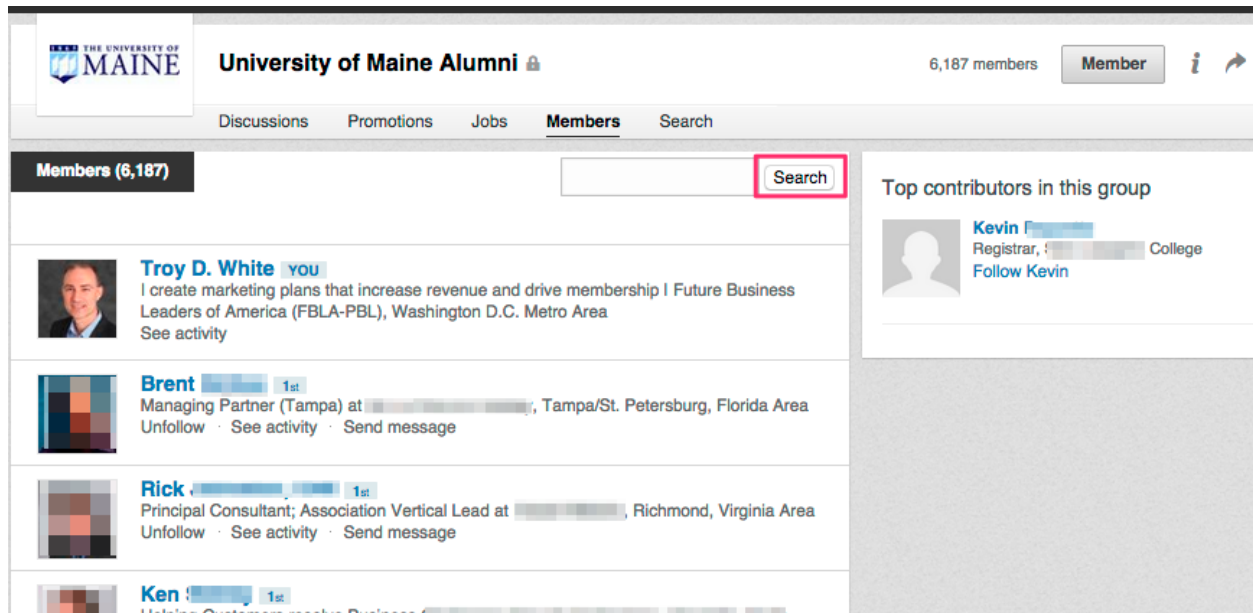 THE UNIVERSITY OF
MAINE
University of Maine Alumni
6,187 members
Member
i
Discussions Promotions Jobs Members Search
Members (6,187)
Search
Top contributors in this group
Kevin
Registrar, College
Follow Kevin
Troy D. White YOU
I create marketing plans that increase revenue and drive membership | Future Business
Leaders of America (FBLA-PBL), Washington D.C. Metro Area
See activity
Brent 1st
Managing Partner (Tampa) at , Tampa/St. Petersburg, Florida Area
Unfollow · See activity · Send message
Rick 1st
Principal Consultant; Association Vertical Lead at , Richmond, Virginia Area
Unfollow · See activity · Send message
Ken 1st
Helping Customers resolve Business